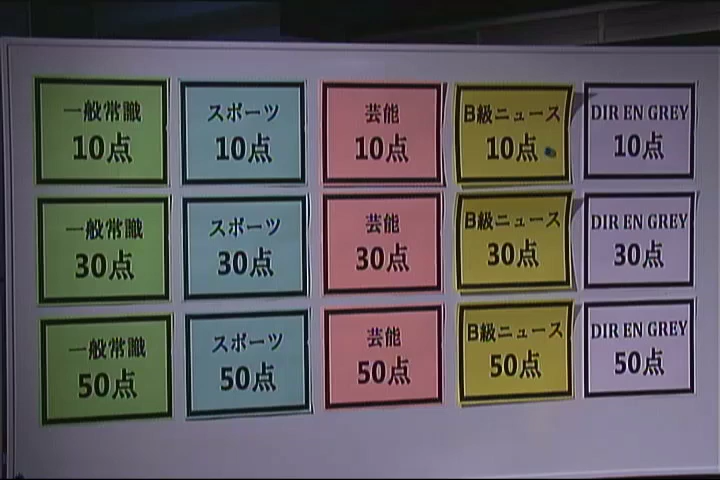 一般常識
10点
スポーツ
10点
芸能
10点
B級ニュース
10点
DIR EN GREY
10点
一般常識
30点
スポーツ
30点
芸能
30点
B級ニュース
30点
DIR EN GREY
30点
一般常識
50点
スポーツ
50点
芸能
50点
B級ニュース
50点
DIR EN GREY
50点